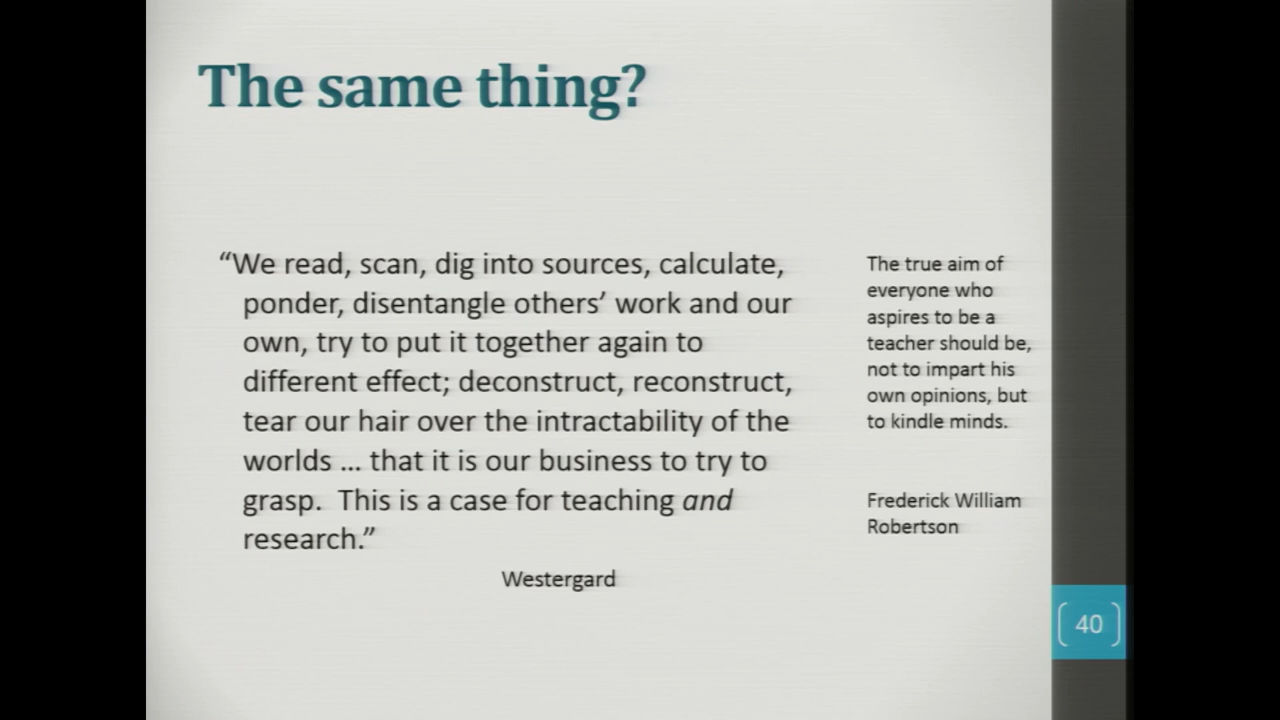 The same thing?
“We read, scan, dig into sources, calculate,
ponder, disentangle others’ work and our
own, try to put it together again to
different effect; deconstruct, reconstruct,
tear our hair over the intractability of the
worlds ... that it is our business to try to
grasp.  This is a case for teaching and
research.”
Westergard
The true aim of
everyone who
aspires to be a
teacher should be,
not to impart his
own opinions, but
to kindle minds.
Frederick William
Robertson
40